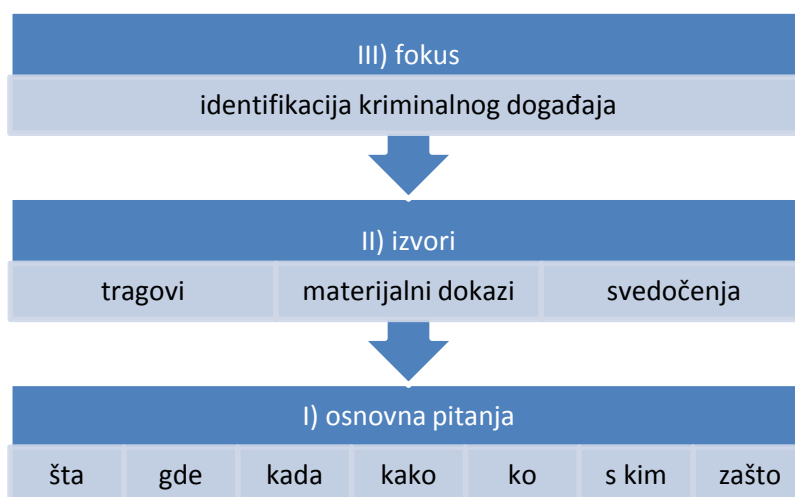 III) fokus
identifikacija kriminalnog događaja
II) izvori
tragovi materijalni dokazi svedočenja
I) osnovna pitanja
šta gde kada kako ko s kim zašto